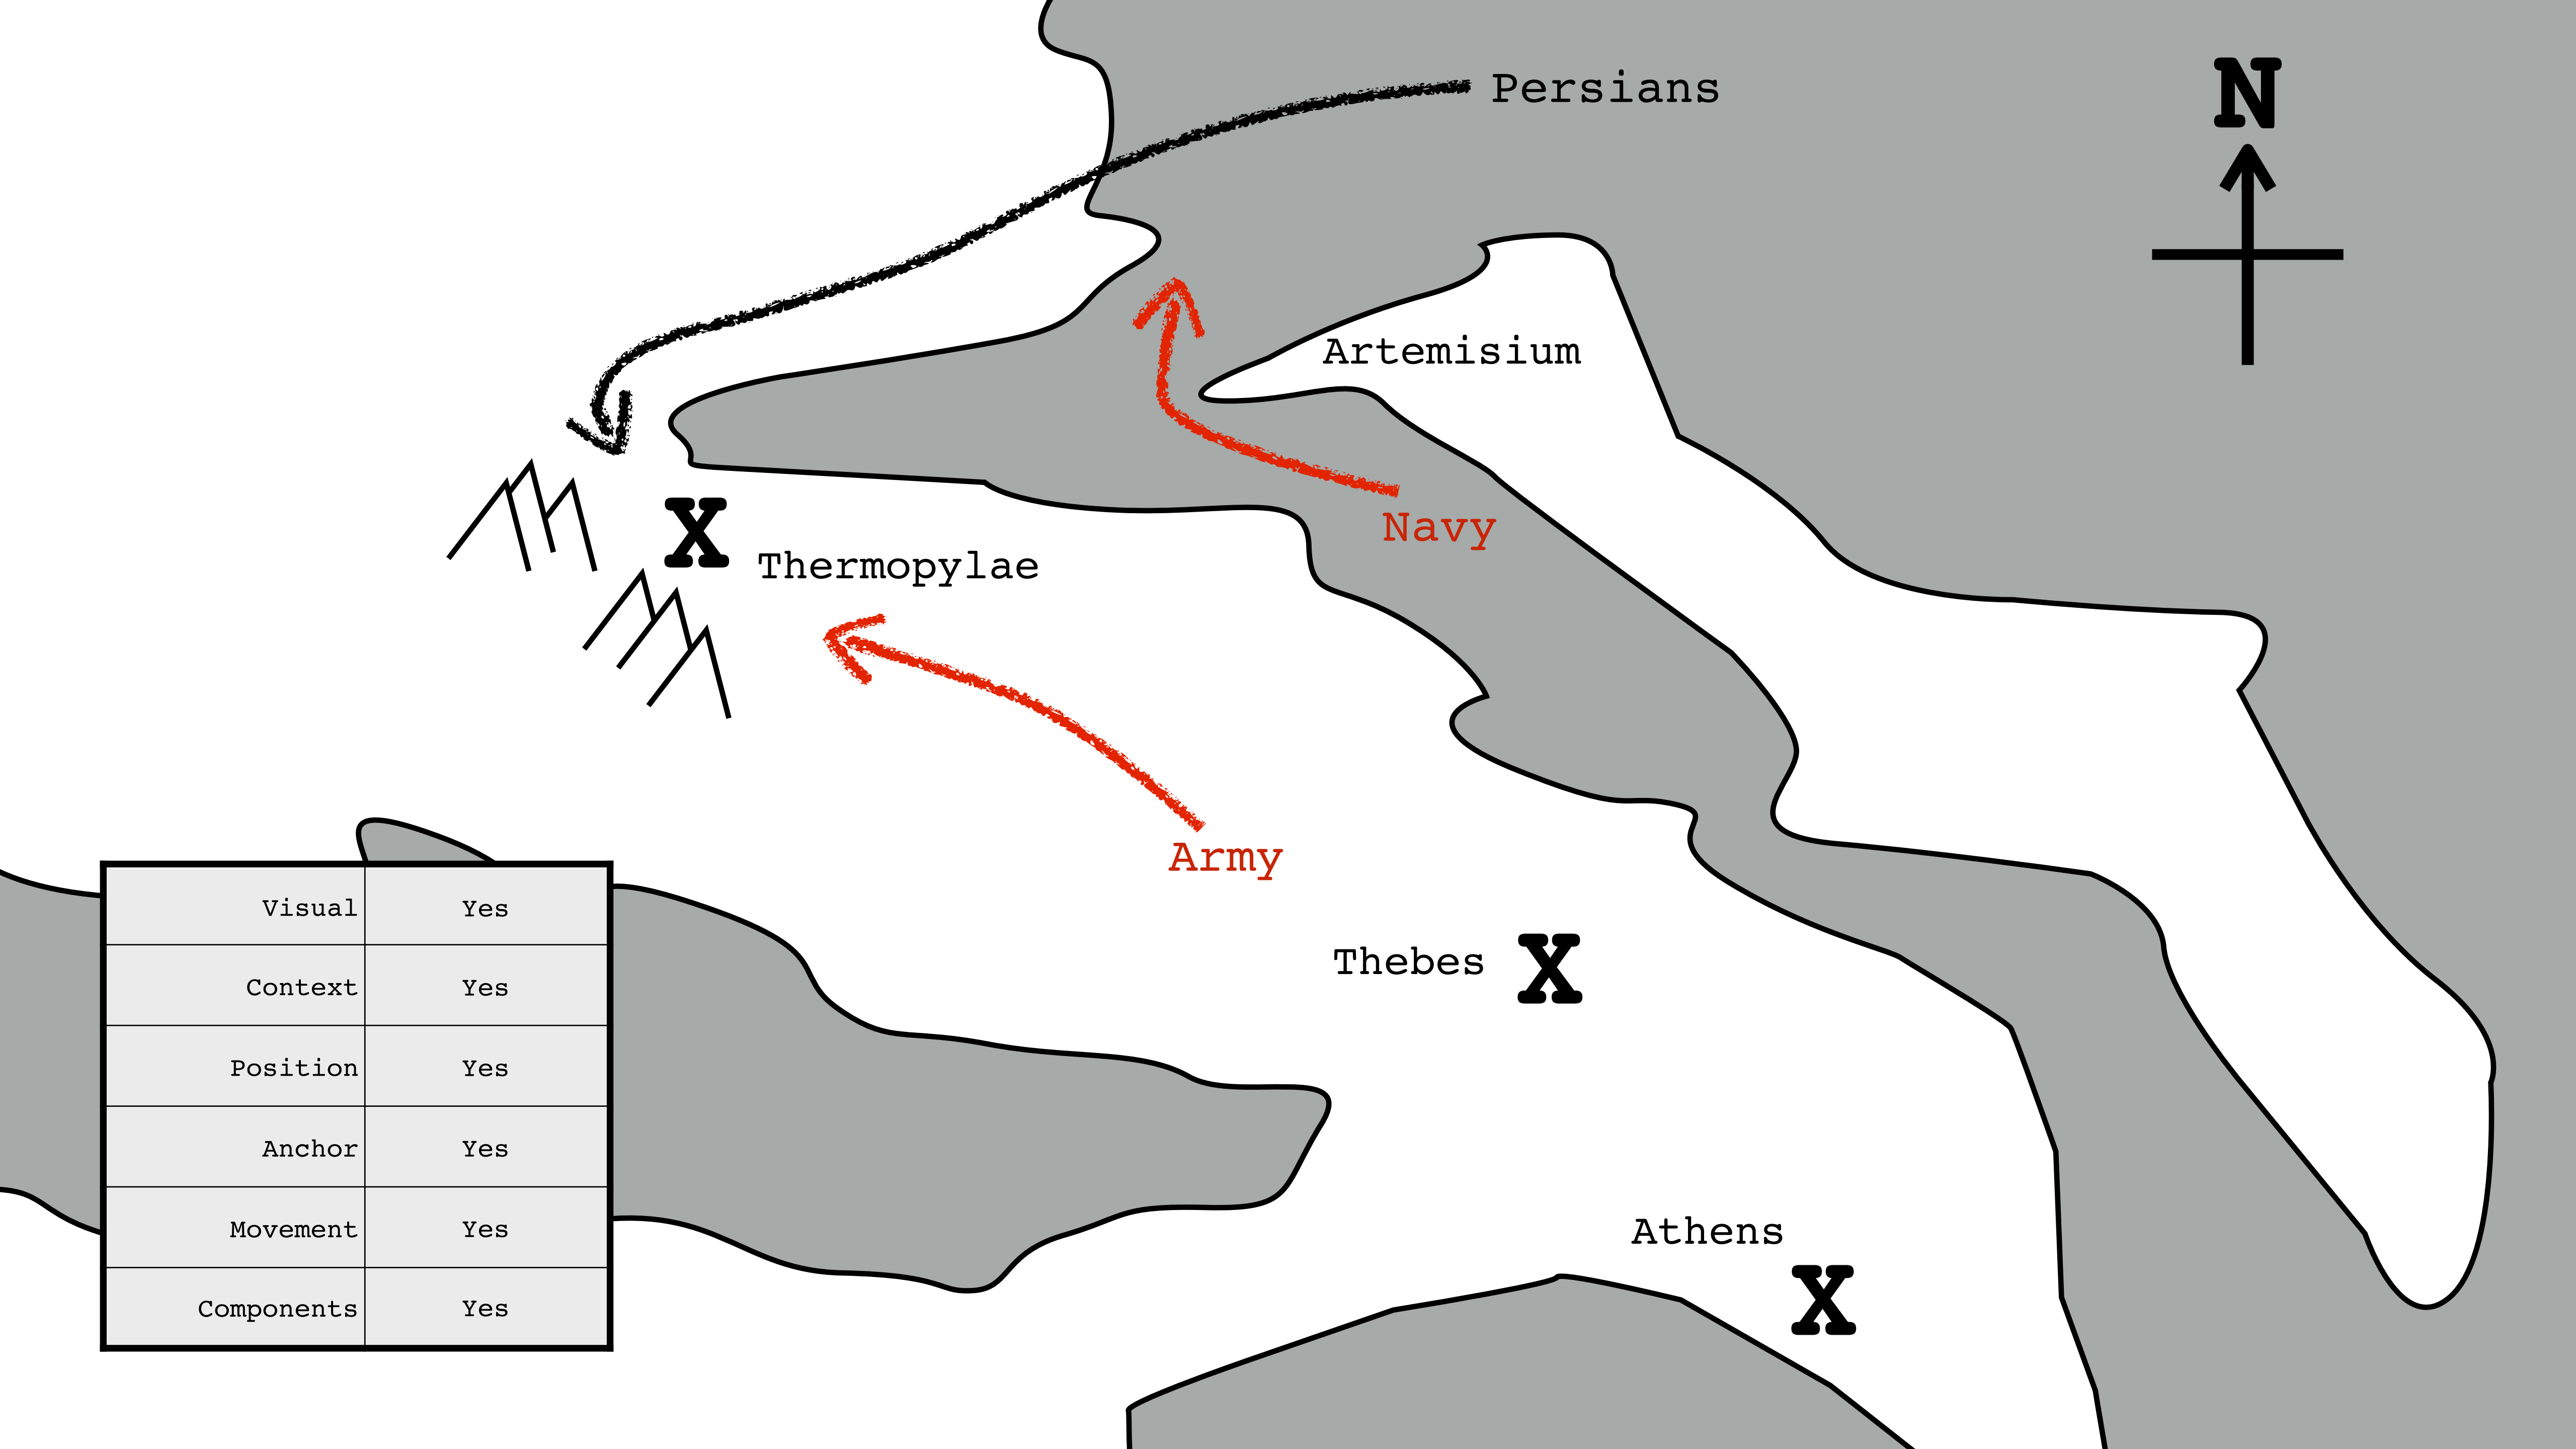 Persians
N
Artemisium
Navy
X
Thermopylae
Army
Thebes X
Athens
X
Visual Yes
Context Yes
Position Yes
Anchor Yes
Movement Yes
Components Yes